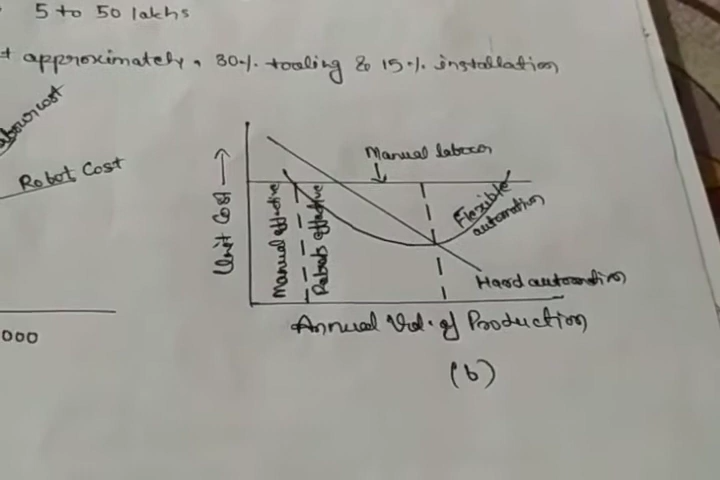 5 to 50 lakhs
approximately, 30% tooling & 15% installation
Robot Cost
000
Manual labour
Unit Cost →
Manual effective
Robots effective
Flexible
automation
Hard automation
Annual Vol. of Production
(b)